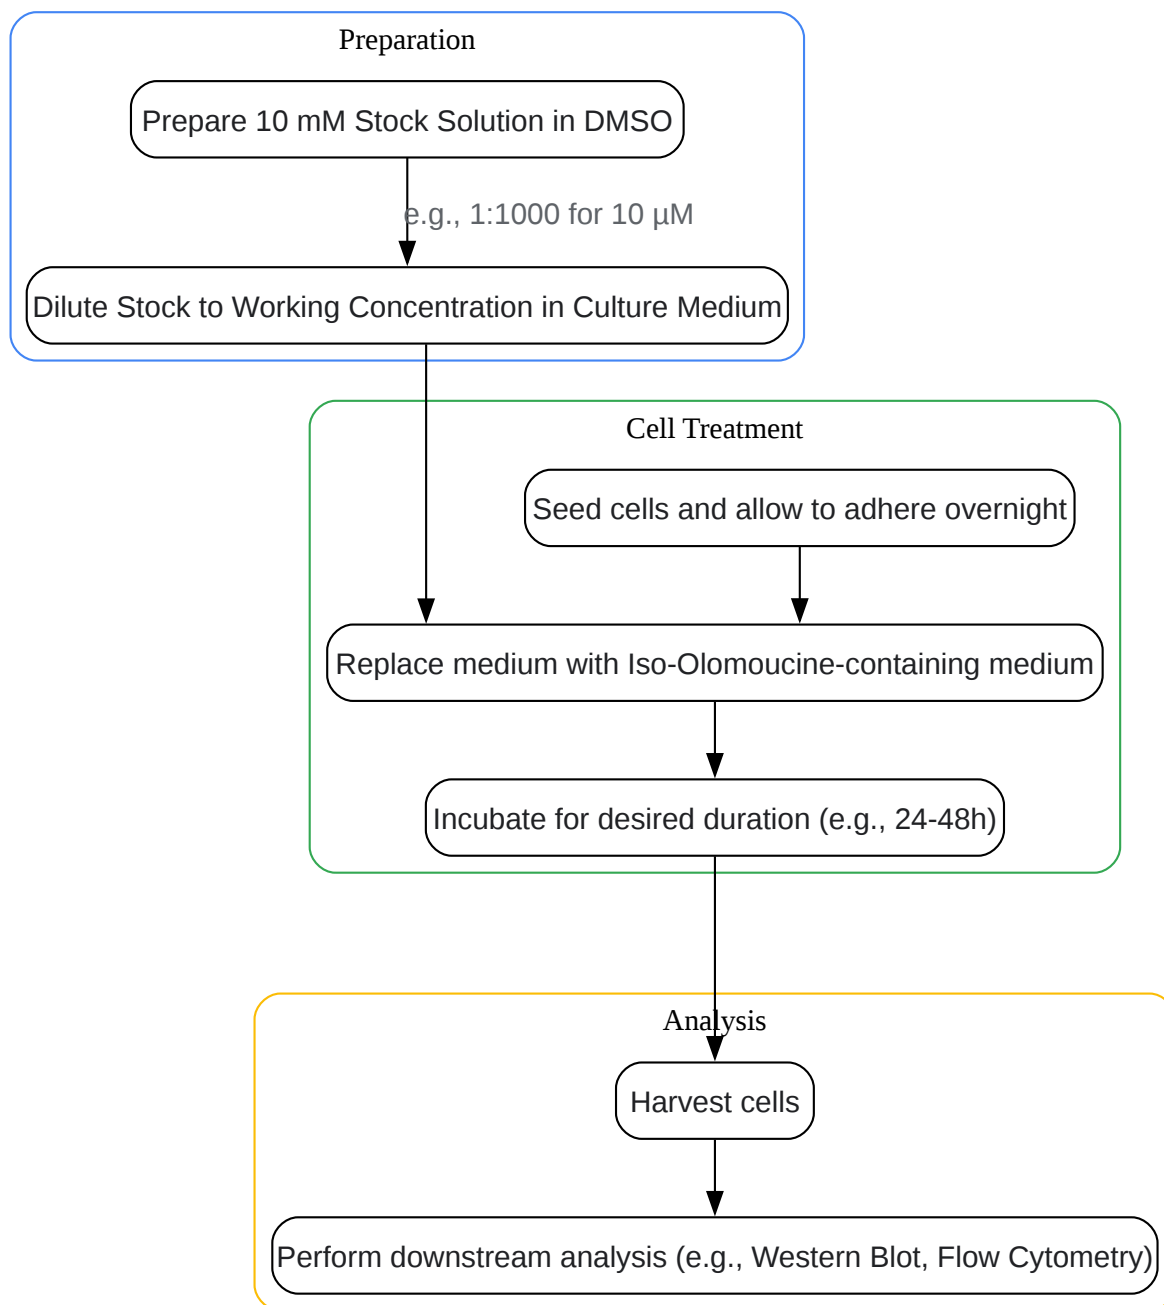 Preparation
Prepare 10 mM Stock Solution in DMSO
e.g., 1:1000 for 10 µM
Dilute Stock to Working Concentration in Culture Medium
Cell Treatment
Seed cells and allow to adhere overnight
Replace medium with Iso-Olomoucine-containing medium
Incubate for desired duration (e.g., 24-48h)
Analysis
Harvest cells
Perform downstream analysis (e.g., Western Blot, Flow Cytometry)